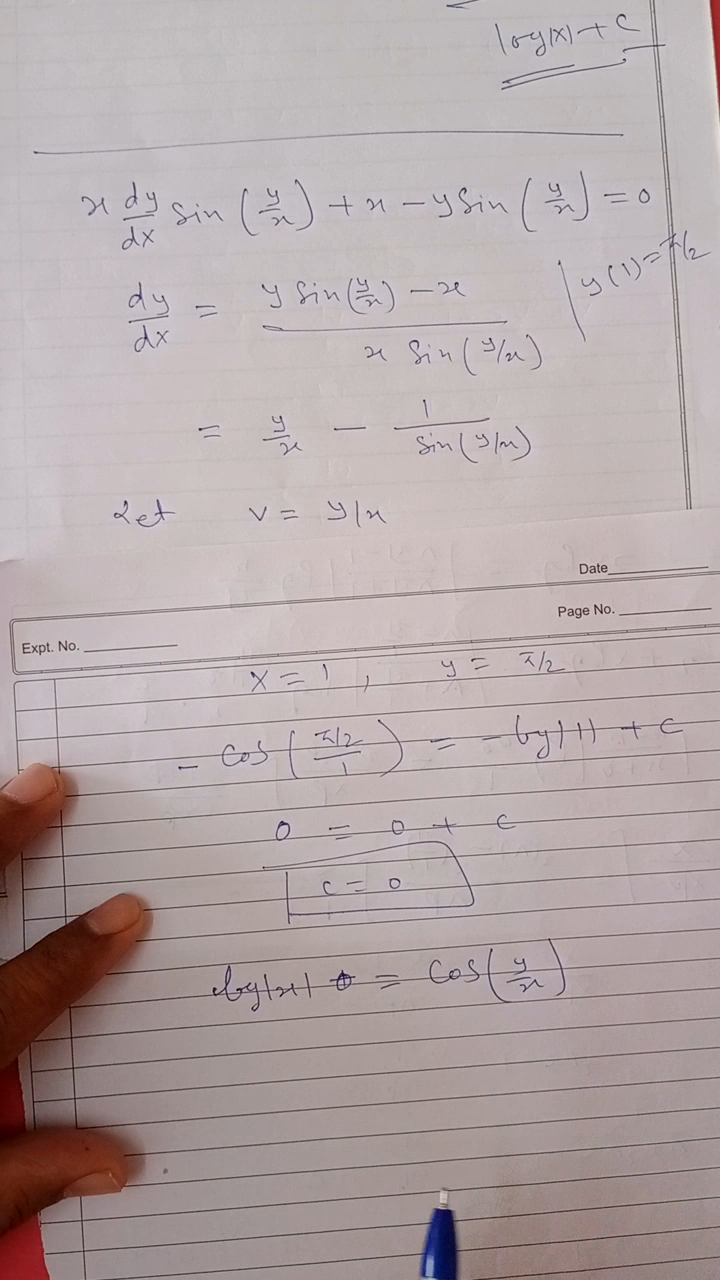 log|x| + c
x dy/dx sin (y/x) + x - y sin (y/x) = 0
dy/dx = (y sin(y/x) - x) / (x sin(y/x)) | y(1) = π/2
= y/x - 1/sin(y/x)
Let v = y/x
Date
Page No.
Expt. No.
x = 1, y = π/2
- cos ((π/2)/1) = - log|1| + c
0 = 0 + c
c = 0
log|x| = cos(y/x)